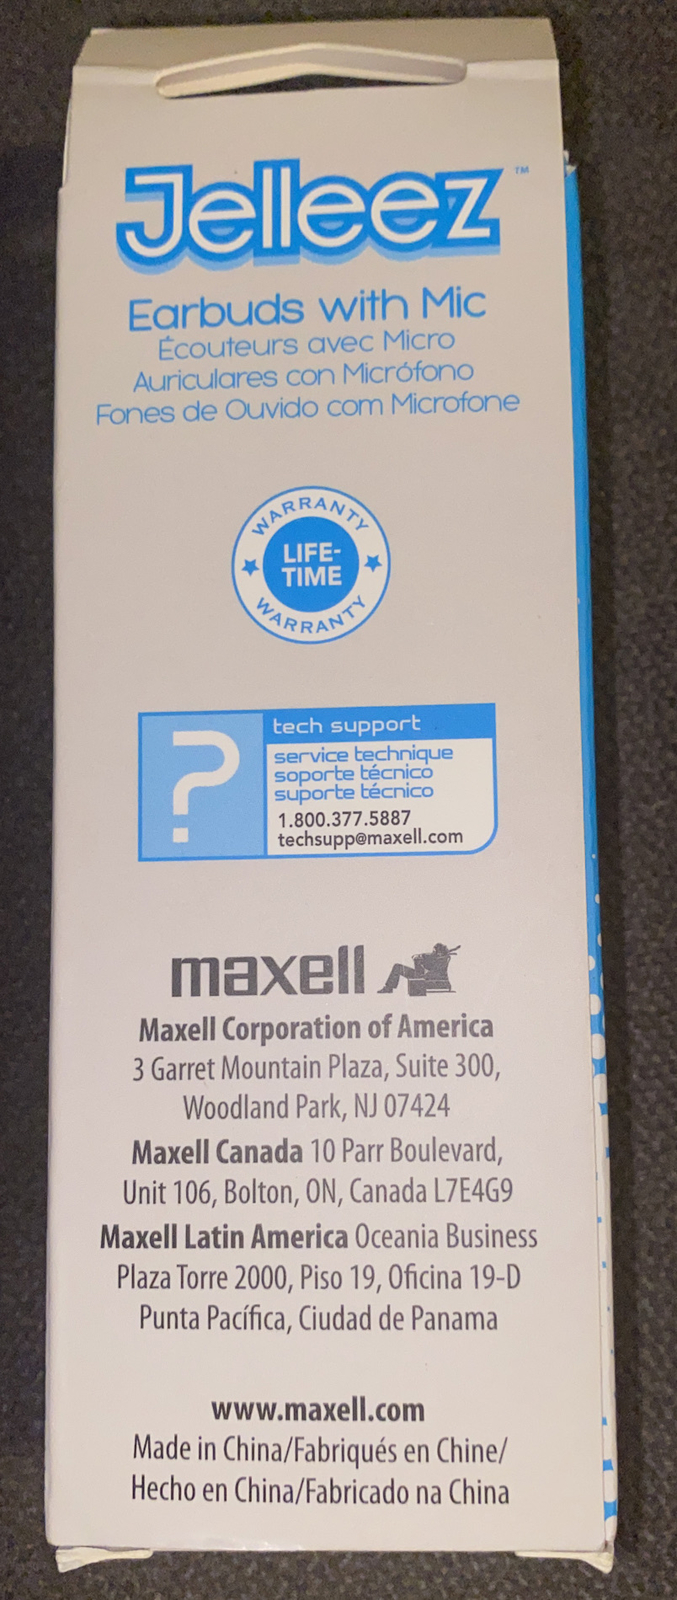 Jelleez™
Earbuds with Mic
Écouteurs avec Micro
Auriculares con Micrófono
Fones de Ouvido com Microfone
WARRANTY
LIFE-
TIME
WARRANTY
?
tech support
service technique
soporte técnico
suporte técnico
1.800.377.5887
techsupp@maxell.com
maxell
Maxell Corporation of America
3 Garret Mountain Plaza, Suite 300,
Woodland Park, NJ 07424
Maxell Canada 10 Parr Boulevard,
Unit 106, Bolton, ON, Canada L7E4G9
Maxell Latin America Oceania Business
Plaza Torre 2000, Piso 19, Oficina 19-D
Punta Pacífica, Ciudad de Panama
www.maxell.com
Made in China/Fabriqués en Chine/
Hecho en China/Fabricado na China